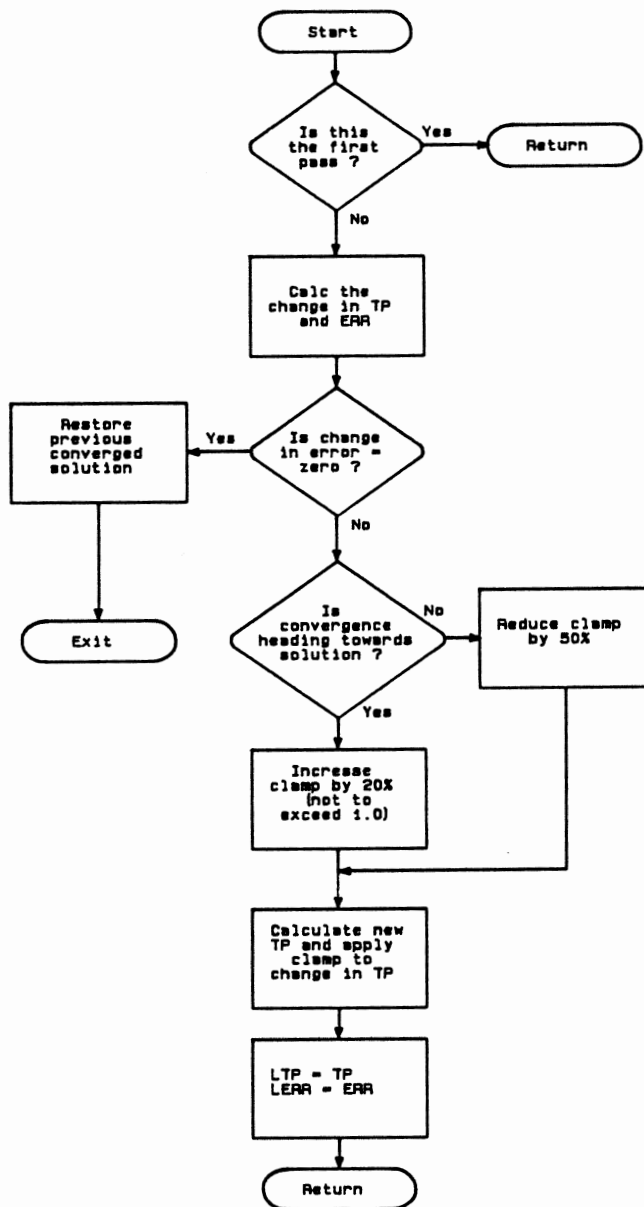 Start
Is this
the first
pass ?
Yes
Return
No
Calc the
change in TP
and ERR
Restore
previous
converged
solution
Yes
Is change
in error =
zero ?
No
Exit
Is
convergence
heading towards
solution ?
No
Reduce clamp
by 50%
Yes
Increase
clamp by 20%
(not to
exceed 1.0)
Calculate new
TP and apply
clamp to
change in TP
LTP = TP
LERR = ERR
Return